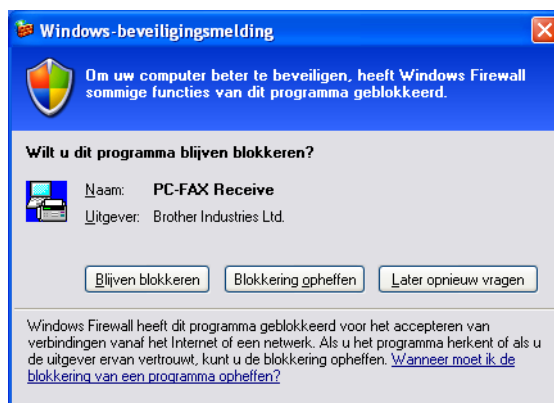 Windows-beveiligingsmelding
Om uw computer beter te beveiligen, heeft Windows Firewall
sommige functies van dit programma geblokkeerd.
Wilt u dit programma blijven blokkeren?
Naam: PC-FAX Receive
Uitgever: Brother Industries Ltd.
Blijven blokkeren Blokkering opheffen Later opnieuw vragen
Windows Firewall heeft dit programma geblokkeerd voor het accepteren van
verbindingen vanaf het Internet of een netwerk. Als u het programma herkent of als u
de uitgever ervan vertrouwt, kunt u de blokkering opheffen. Wanneer moet ik de
blokkering van een programma opheffen?